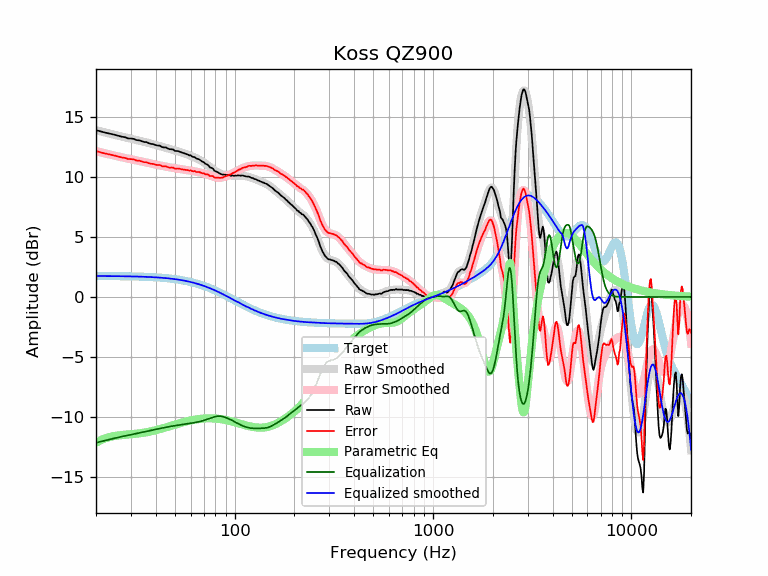 Koss QZ900
Amplitude (dBr)
15
10
5
0
−5
−10
−15
Target
Raw Smoothed
Error Smoothed
Raw
Error
Parametric Eq
Equalization
Equalized smoothed
100
1000
10000
Frequency (Hz)